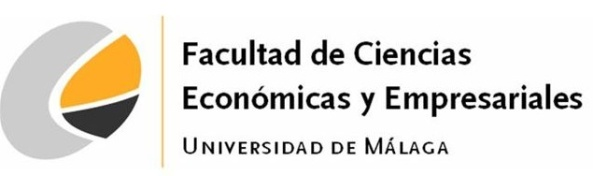 Facultad de Ciencias
Económicas y Empresariales
UNIVERSIDAD DE MÁLAGA